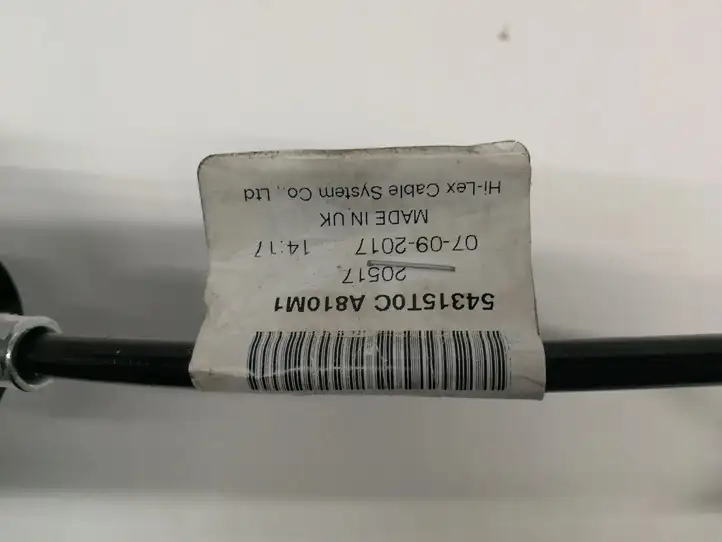 54315T0C A810M1
20517
07-09-2017 14:17
MADE IN UK
Hi-Lex Cable System Co., Ltd